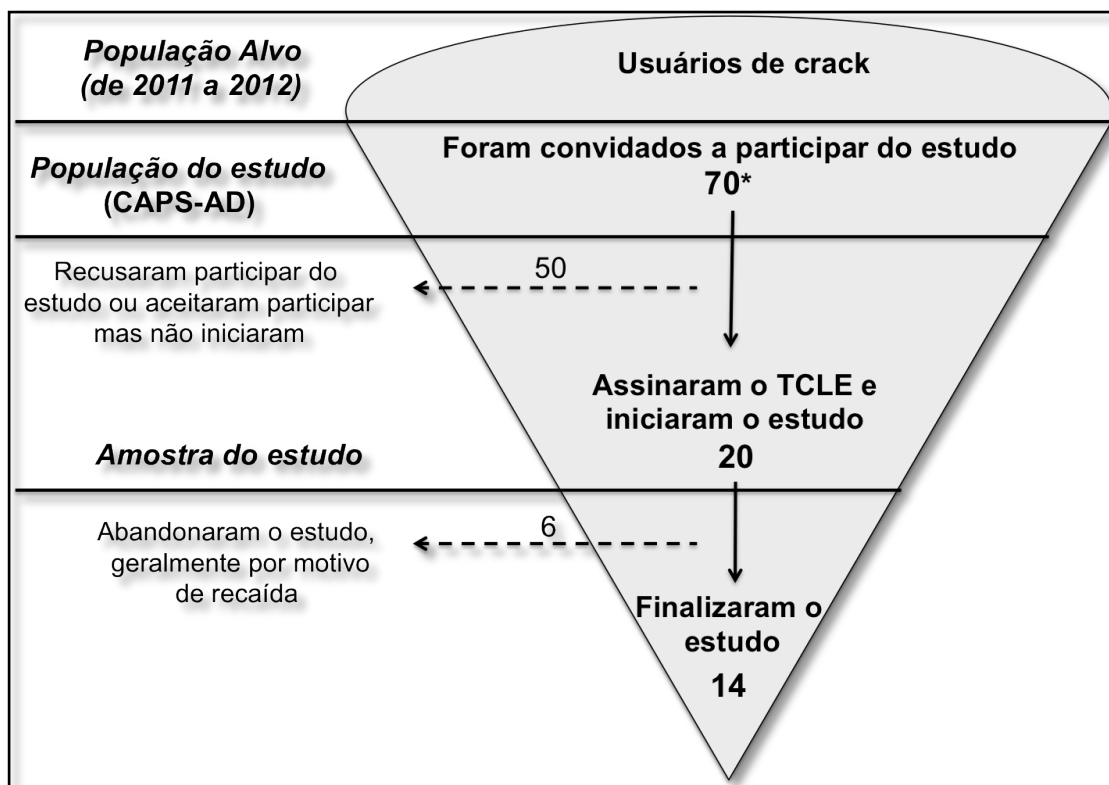 População Alvo
(de 2011 a 2012)
Usuários de crack
População do estudo
(CAPS-AD)
Foram convidados a participar do estudo
70*
Recusaram participar do
estudo ou aceitaram participar
mas não iniciaram
50
Assinaram o TCLE e
iniciaram o estudo
20
Amostra do estudo
Abandonaram o estudo,
geralmente por motivo
de recaída
6
Finalizaram o
estudo
14